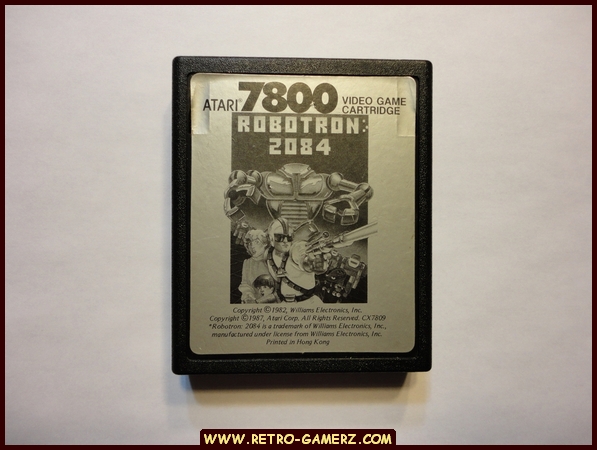 ATARI® 7800 VIDEO GAME CARTRIDGE
ROBOTRON:
2084
Copyright ©1982, Williams Electronics, Inc.
Copyright ©1987, Atari Corp. All Rights Reserved. CX7809
*Robotron: 2084 is a trademark of Williams Electronics, Inc.,
manufactured under license from Williams Electronics, Inc.
Printed in Hong Kong
WWW.RETRO-GAMERZ.COM